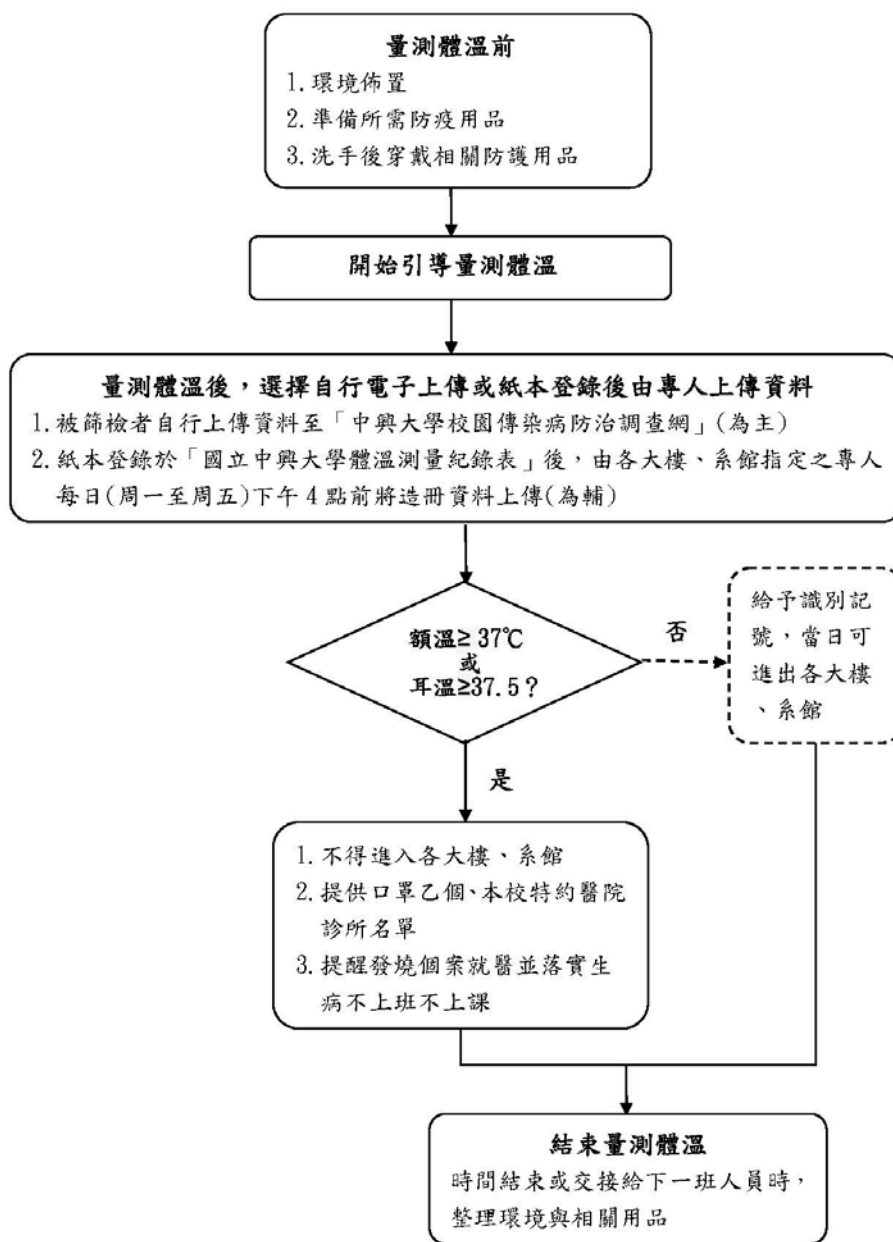 量測體溫前
1.環境佈置
2.準備所需防疫用品
3.洗手後穿戴相關防護用品
開始引導量測體溫
量測體溫後，選擇自行電子上傳或紙本登錄後由專人上傳資料
1.被篩檢者自行上傳資料至「中興大學校園傳染病防治調查網」(為主)
2.紙本登錄於「國立中興大學體溫測量紀錄表」後，由各大樓、系館指定之專人
每日(周一至周五)下午4點前將造冊資料上傳(為輔)
額溫≥37℃
或
耳溫≥37.5？
否
給予識別記
號，當日可
進出各大樓
、系館
是
1.不得進入各大樓、系館
2.提供口罩乙個、本校特約醫院
診所名單
3.提醒發燒個案就醫並落實生
病不上班不上課
結束量測體溫
時間結束或交接給下一班人員時，
整理環境與相關用品